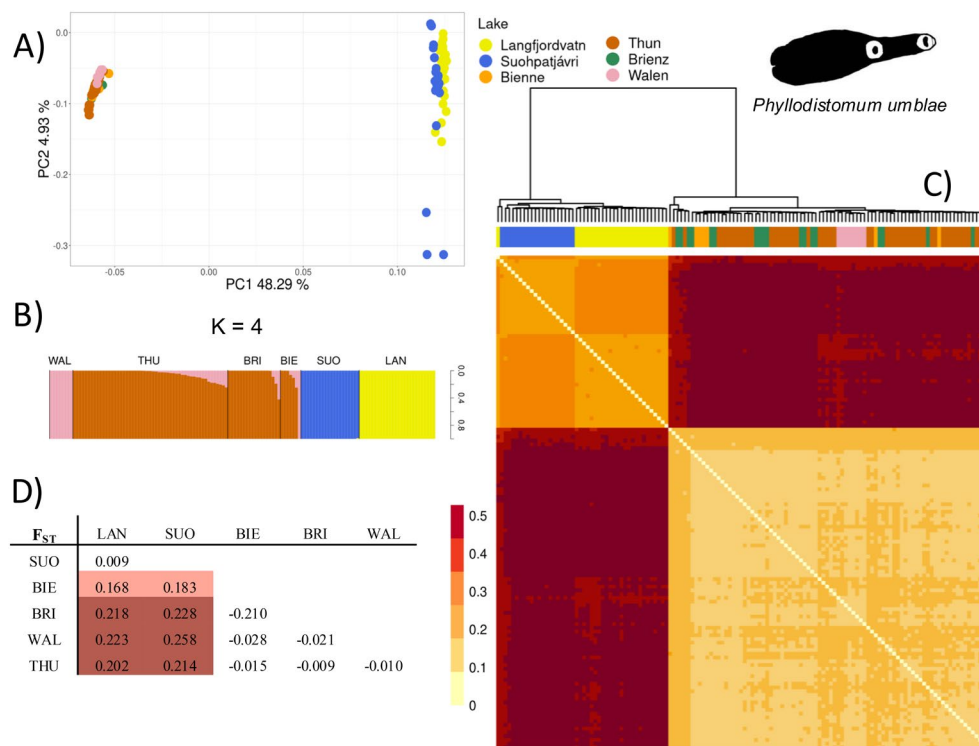 A)
0.0
-0.1
-0.2
-0.3
PC2 4.93 %
-0.05
0.00
0.05
0.10
PC1 48.29 %
Lake
Langfjordvatn
Suohpatjávri
Bienne
Thun
Brienz
Walen
Phyllodistomum umblae
C)
B)
K = 4
WAL THU BRI BIE SUO LAN
0.0
0.4
0.8
D)
FST LAN SUO BIE BRI WAL
SUO 0.009
BIE 0.168 0.183
BRI 0.218 0.228 -0.210
WAL 0.223 0.258 -0.028 -0.021
THU 0.202 0.214 -0.015 -0.009 -0.010
0.5
0.4
0.3
0.2
0.1
0